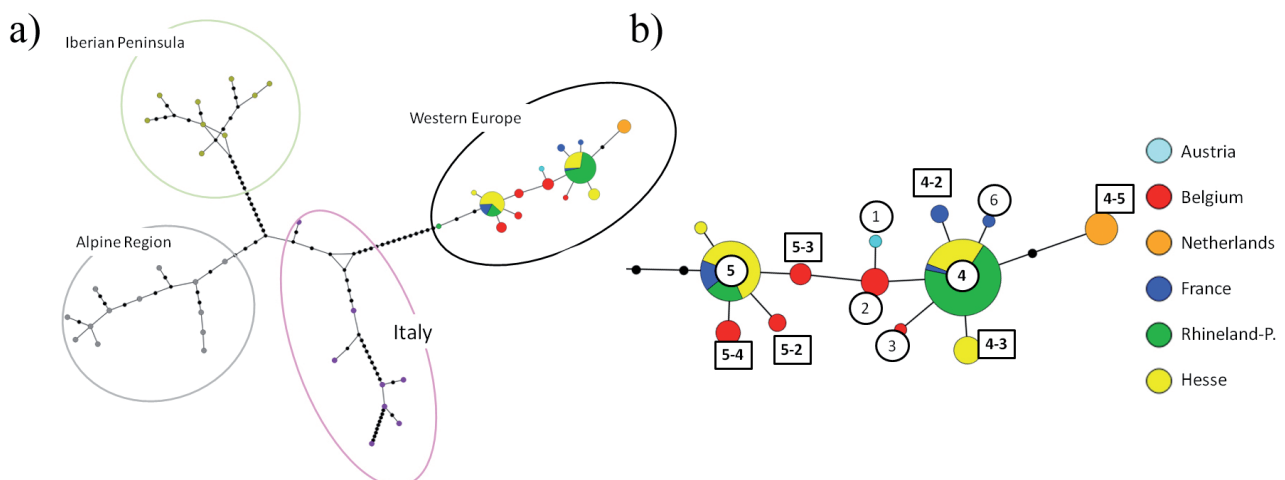 a)
Iberian Peninsula
Western Europe
Alpine Region
Italy
b)
4-2
6
1
4-5
5-3
5
4
2
3
5-4
5-2
4-3
Austria
Belgium
Netherlands
France
Rhineland-P.
Hesse